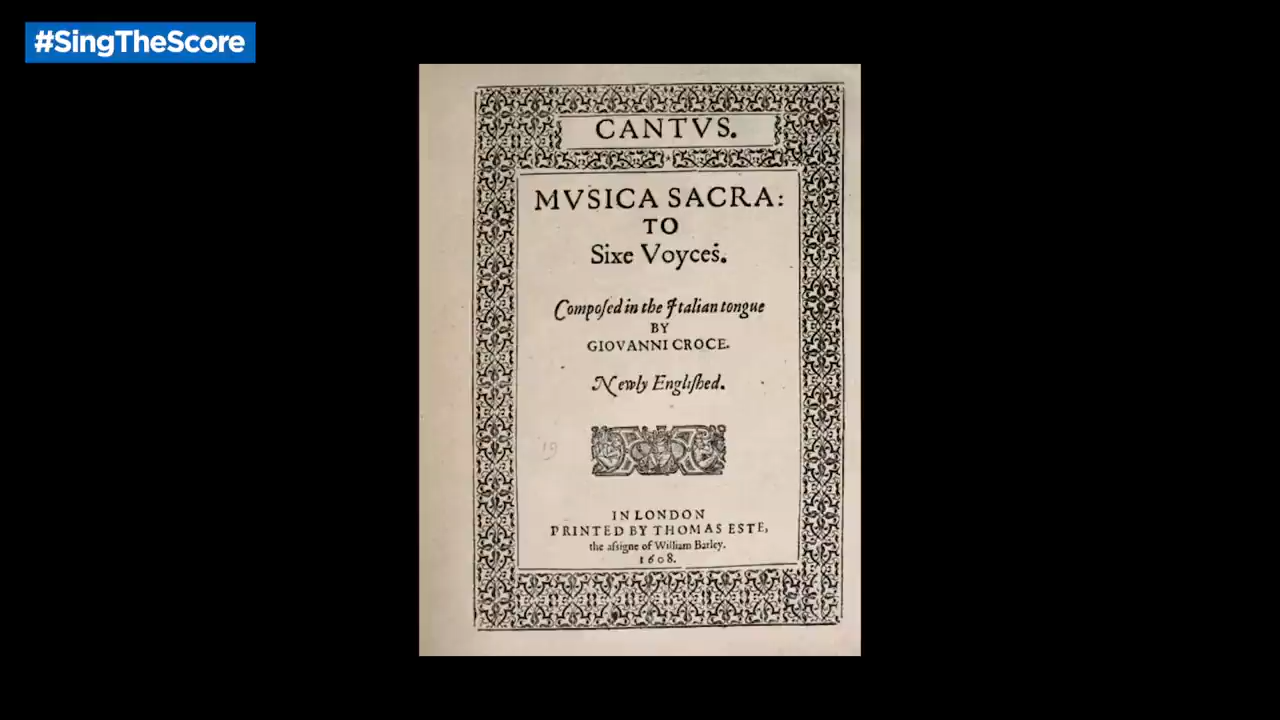 #SingTheScore
CANTVS.
MVSICA SACRA:
TO
Sixe Voyces.
Compoſed in the Italian tongue
BY
GIOVANNI CROCE.
Newly Engliſhed.
19
IN LONDON
PRINTED BY THOMAS ESTE,
the aſsigne of William Barley.
1608.